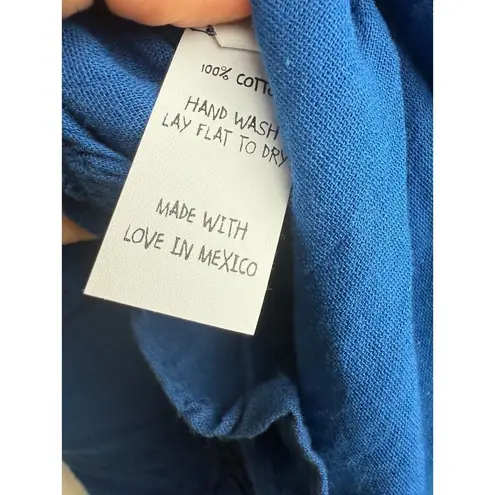 100% COTTO
HAND WASH
LAY FLAT TO DRY
MADE WITH
LOVE IN MEXICO